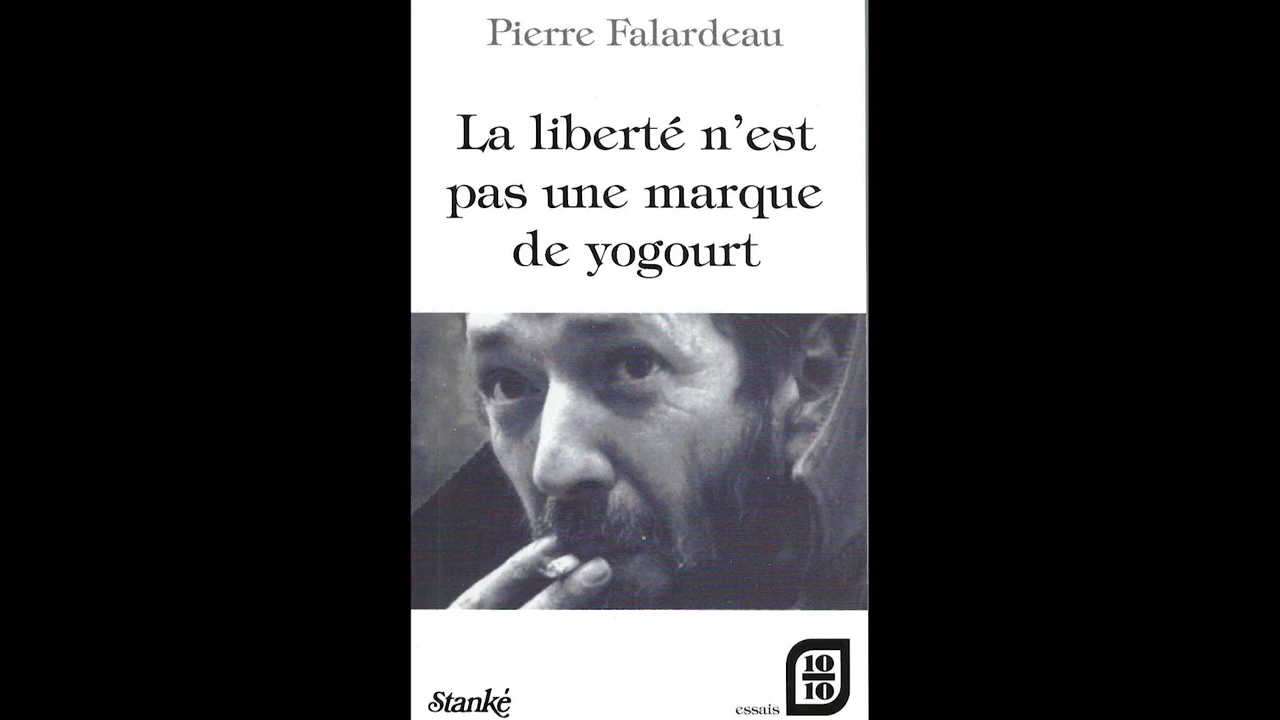 Pierre Falardeau
La liberté n’est
pas une marque
de yogourt
Stanké
essais
10
10